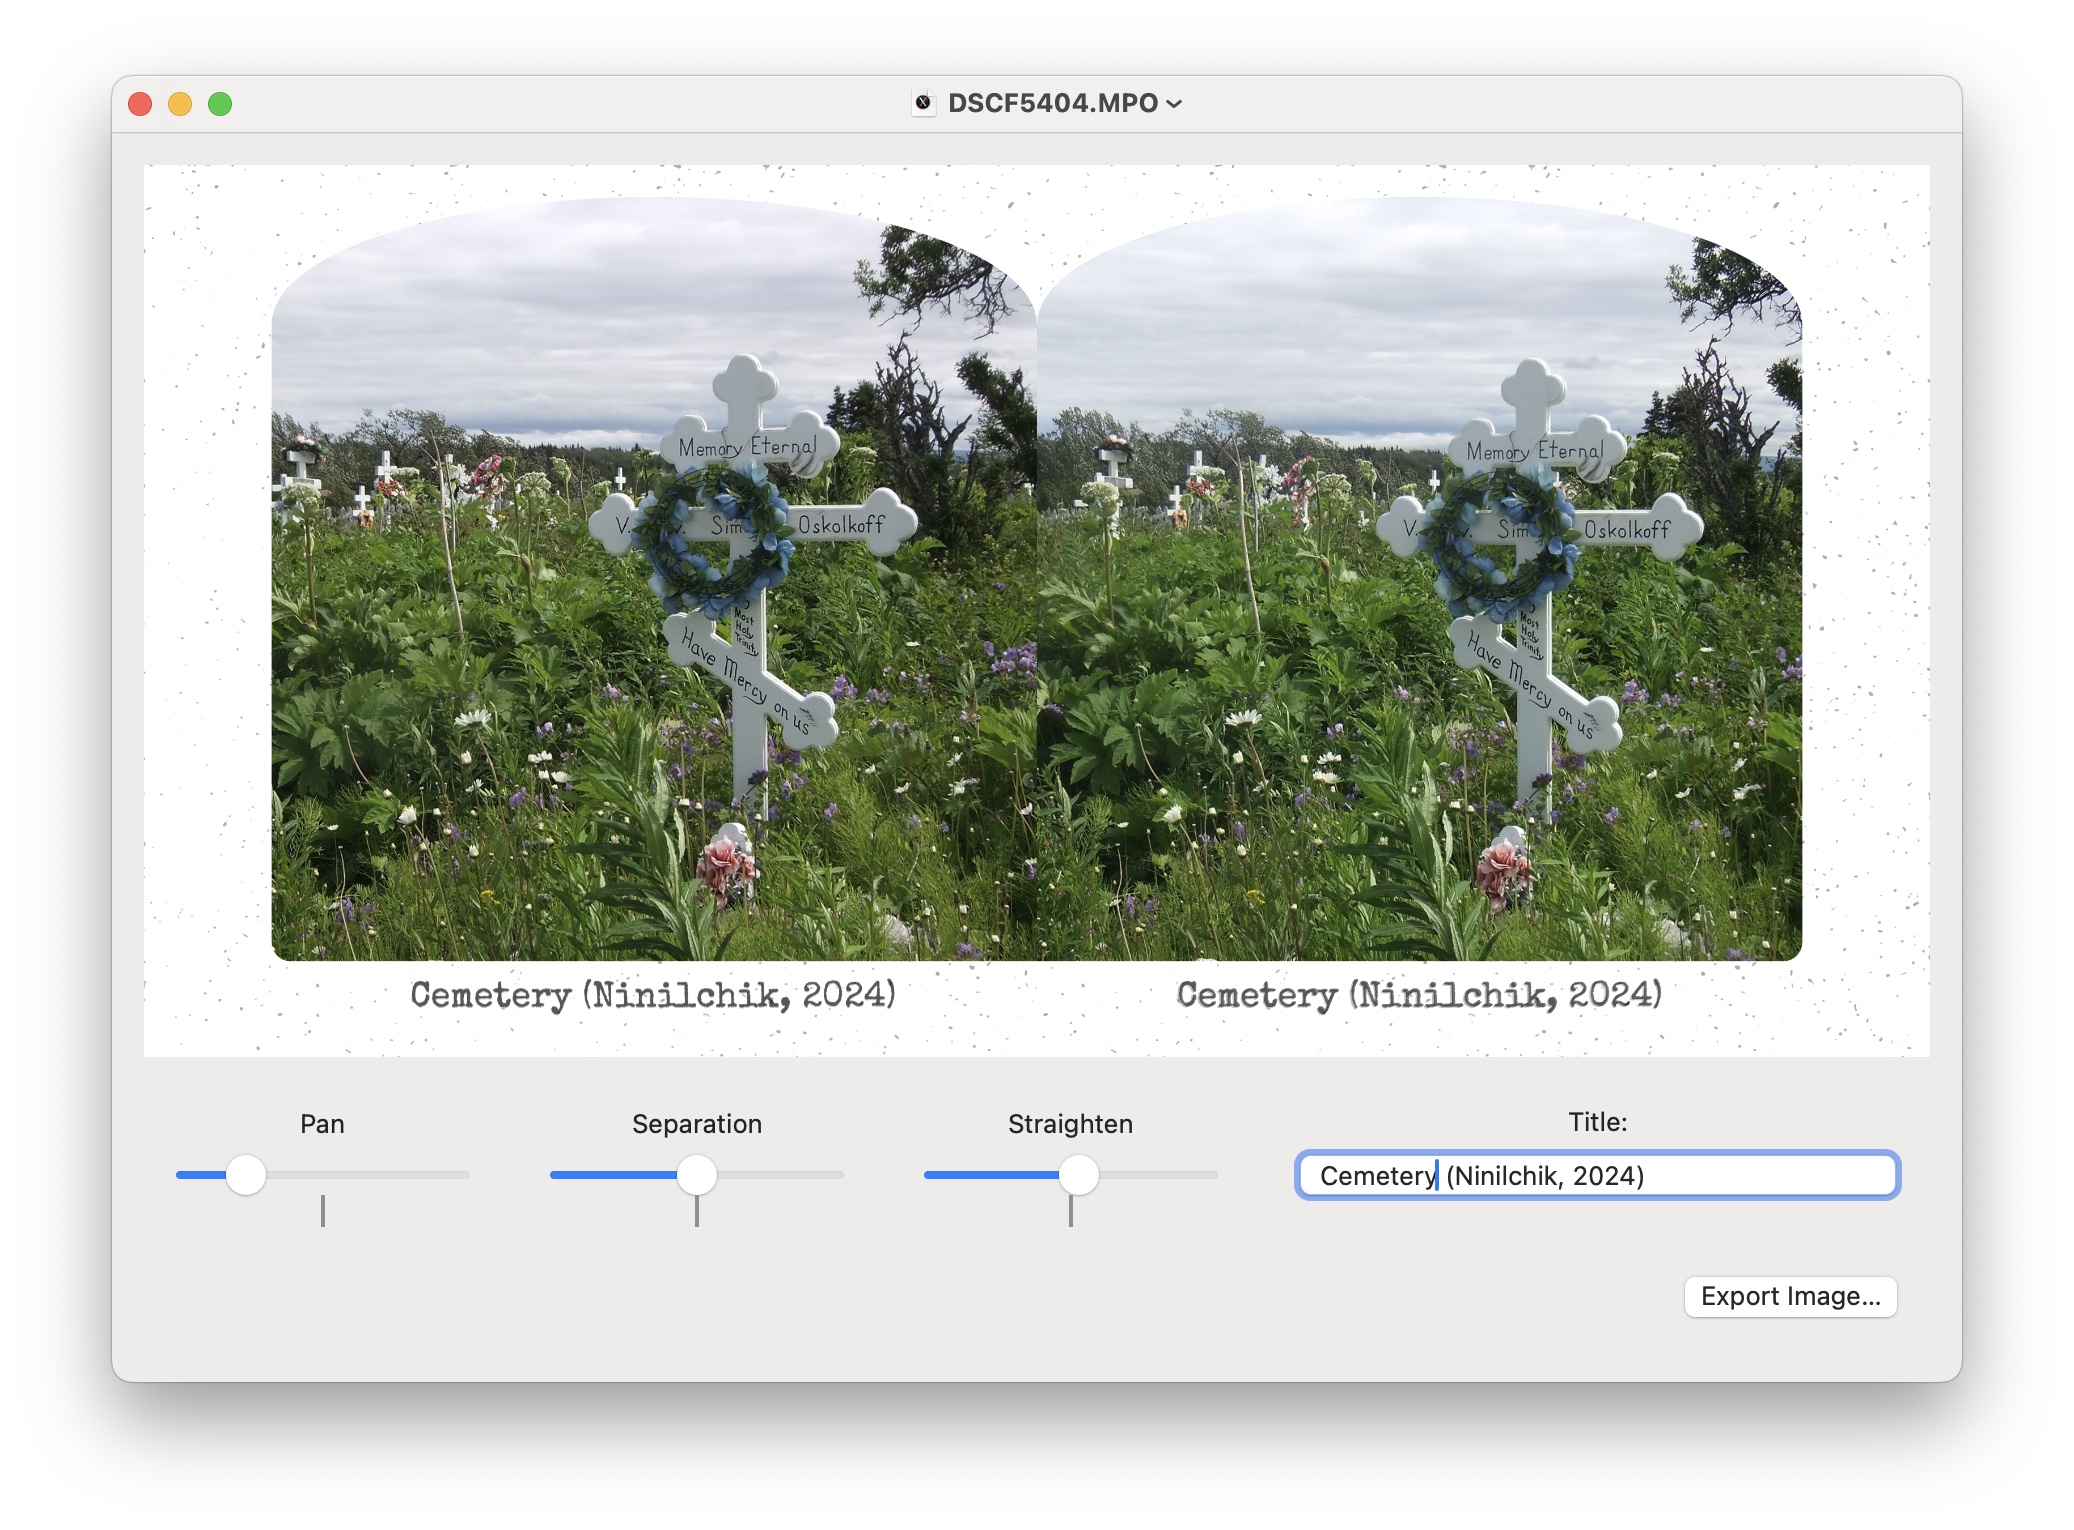 DSCF5404.MPO
Memory Eternal
V. Sim Oskolkoff
Most
Holy
Trinity
Have Mercy on us
Memory Eternal
V. Sim Oskolkoff
Most
Holy
Trinity
Have Mercy on us
Cemetery (Ninilchik, 2024)
Cemetery (Ninilchik, 2024)
Pan
Separation
Straighten
Title:
Cemetery (Ninilchik, 2024)
Export Image...